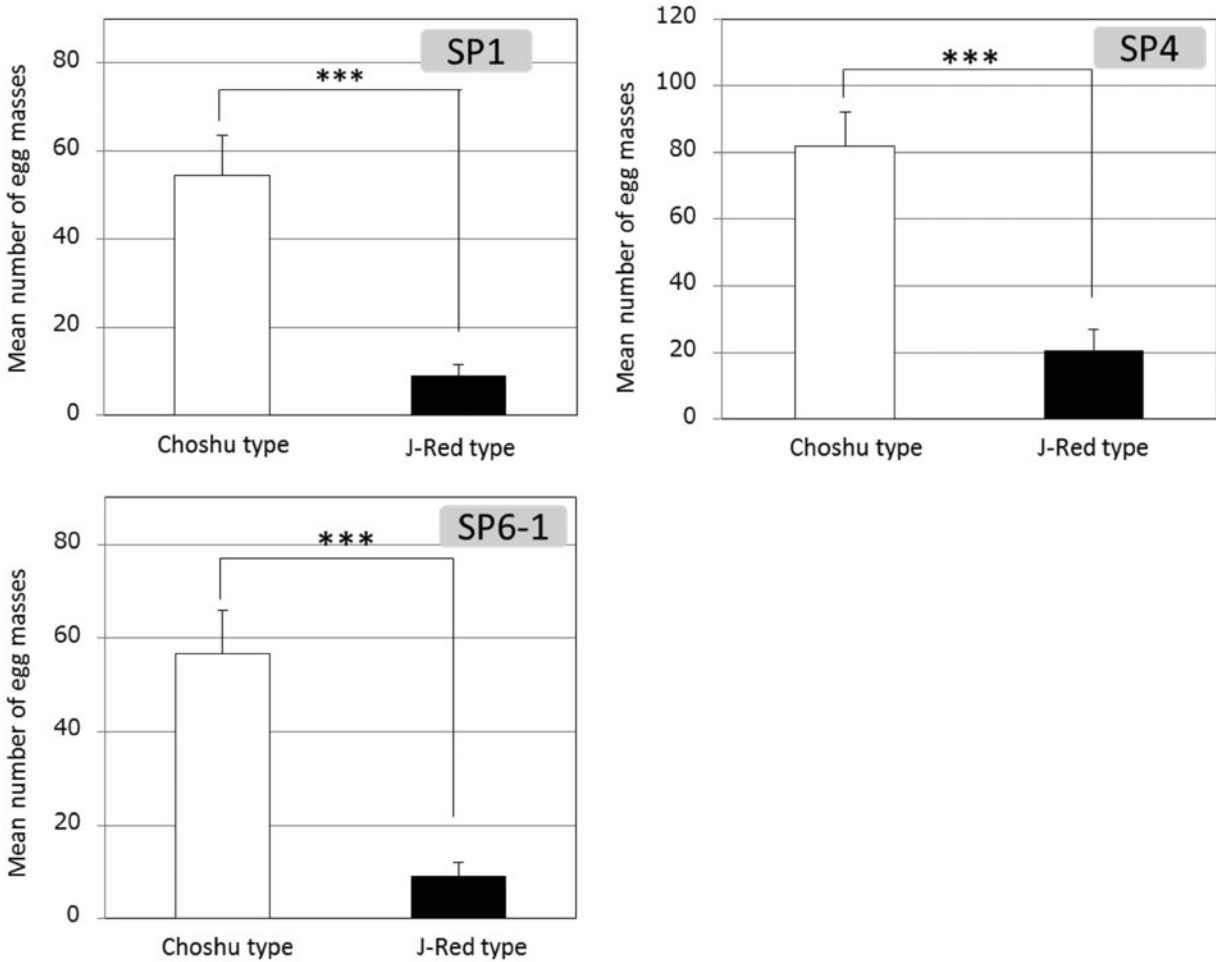 Mean number of egg masses
80
60
40
20
0
SP1
***
Choshu type
J-Red type
Mean number of egg masses
120
100
80
60
40
20
0
SP4
***
Choshu type
J-Red type
Mean number of egg masses
80
60
40
20
0
SP6-1
***
Choshu type
J-Red type